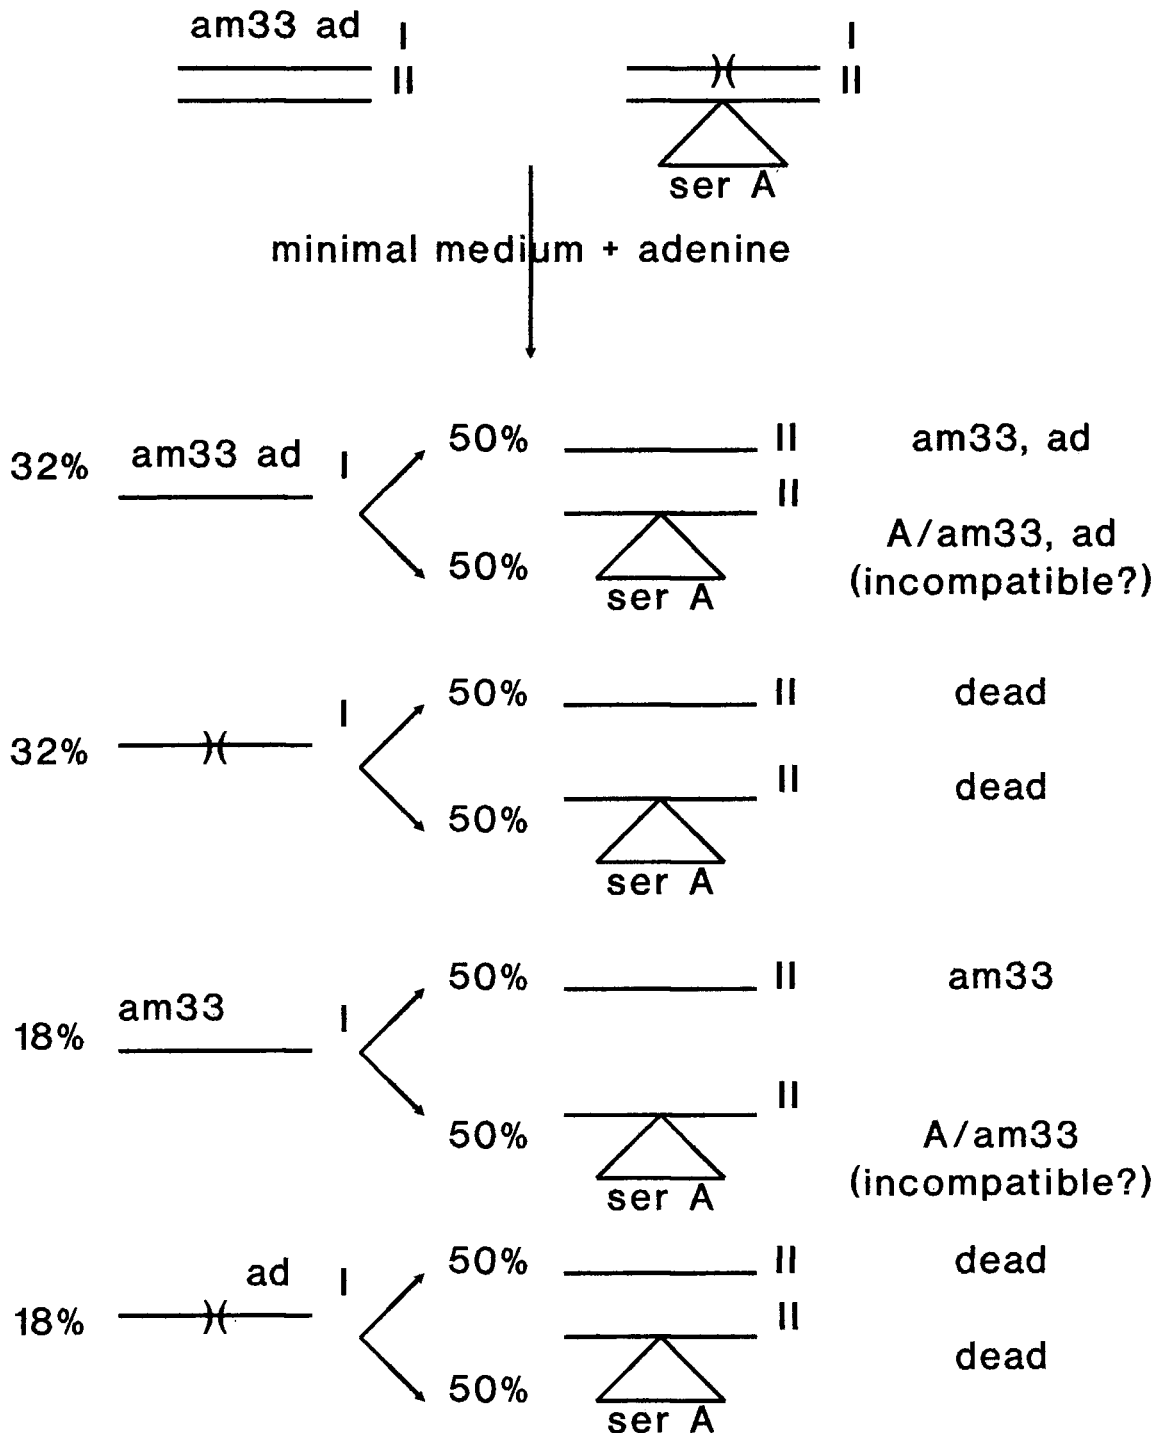 am33 ad I I
II II
ser A
minimal medium + adenine
50% II am33, ad
32% am33 ad I
II
A/am33, ad
50% (incompatible?)
ser A
50% II dead
I
32%
II dead
50%
ser A
50% II am33
am33 I
18%
II
50% A/am33
(incompatible?)
ser A
50% II dead
ad I
18% II
dead
50%
ser A